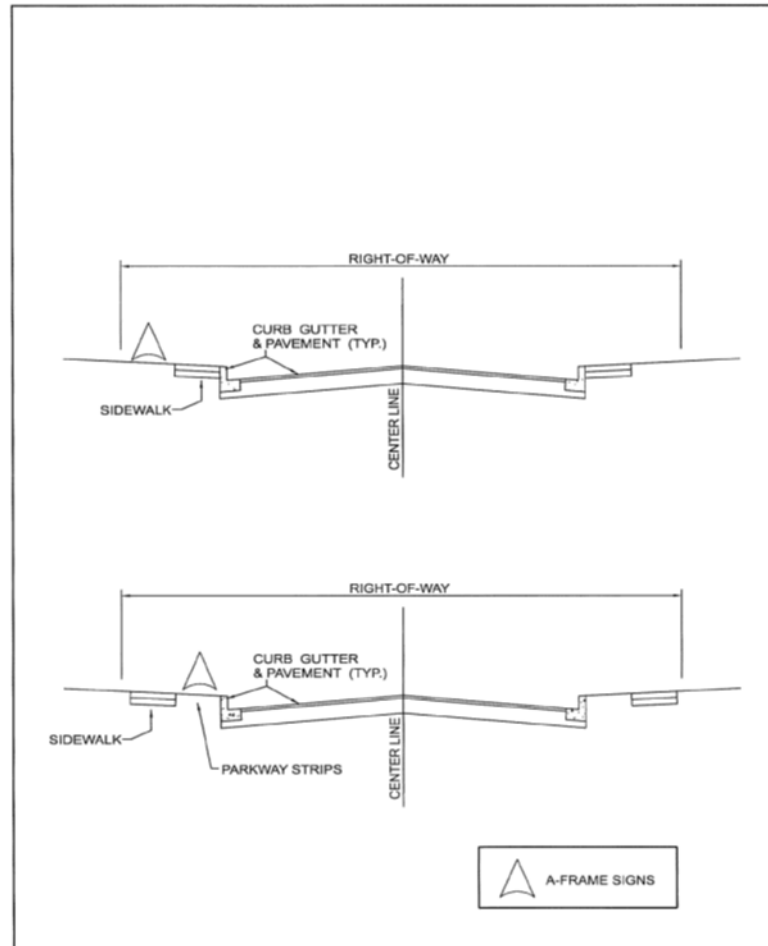 RIGHT-OF-WAY
CURB GUTTER
& PAVEMENT (TYP.)
SIDEWALK
CENTER LINE
RIGHT-OF-WAY
CURB GUTTER
& PAVEMENT (TYP.)
SIDEWALK
PARKWAY STRIPS
CENTER LINE
A-FRAME SIGNS